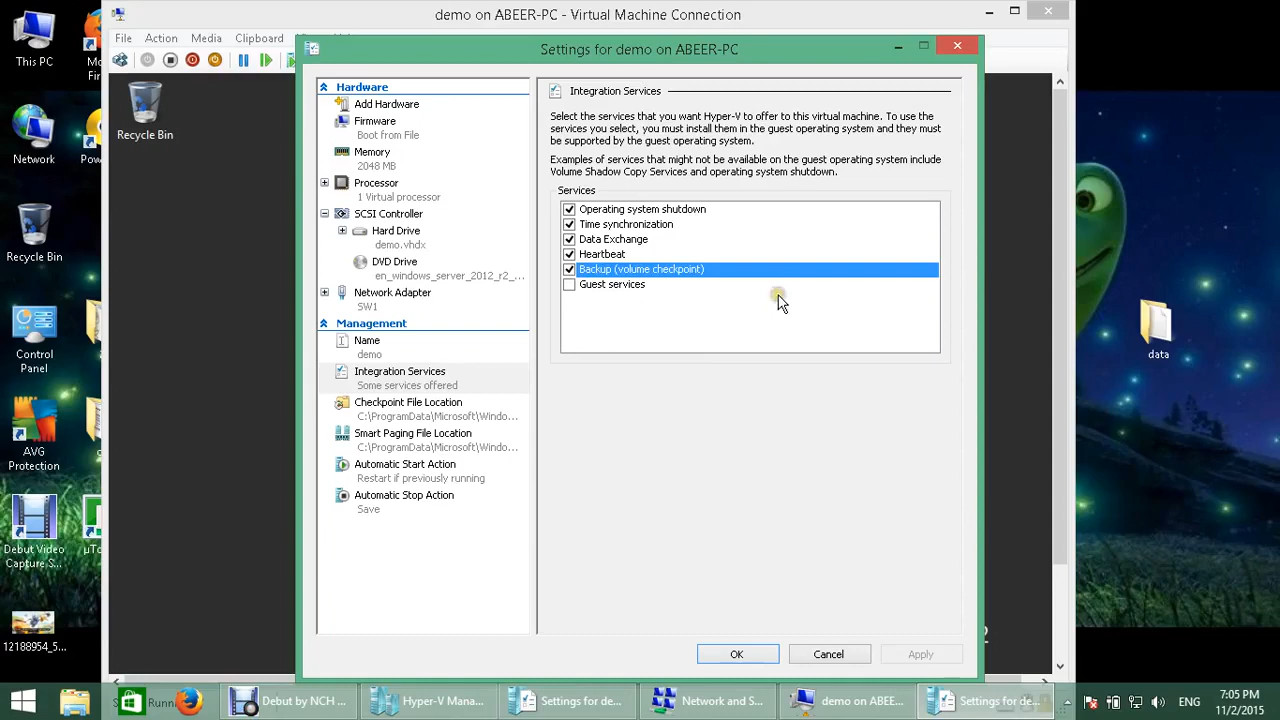 demo on ABEER-PC - Virtual Machine Connection
File Action Media Clipboard
Settings for demo on ABEER-PC
This PC
Network
Recycle Bin
Control
Panel
AVG
Protection
Debut Video
Capture S...
12188954_5...
Recycle Bin
data
Hardware
Add Hardware
Firmware
Boot from File
Memory
2048 MB
Processor
1 Virtual processor
SCSI Controller
Hard Drive
demo.vhdx
DVD Drive
en_windows_server_2012_r2_...
Network Adapter
SW1
Management
Name
demo
Integration Services
Some services offered
Checkpoint File Location
C:\ProgramData\Microsoft\Windo...
Smart Paging File Location
C:\ProgramData\Microsoft\Windo...
Automatic Start Action
Restart if previously running
Automatic Stop Action
Save
Integration Services
Select the services that you want Hyper-V to offer to this virtual machine. To use the
services you select, you must install them in the guest operating system and they must
be supported by the guest operating system.
Examples of services that might not be available on the guest operating system include
Volume Shadow Copy Services and operating system shutdown.
Services
Operating system shutdown
Time synchronization
Data Exchange
Heartbeat
Backup (volume checkpoint)
Guest services
OK Cancel Apply
Debut by NCH ...
Hyper-V Mana...
Settings for de...
Network and S...
demo on ABEE...
Settings for de...
ENG
7:05 PM
11/2/2015